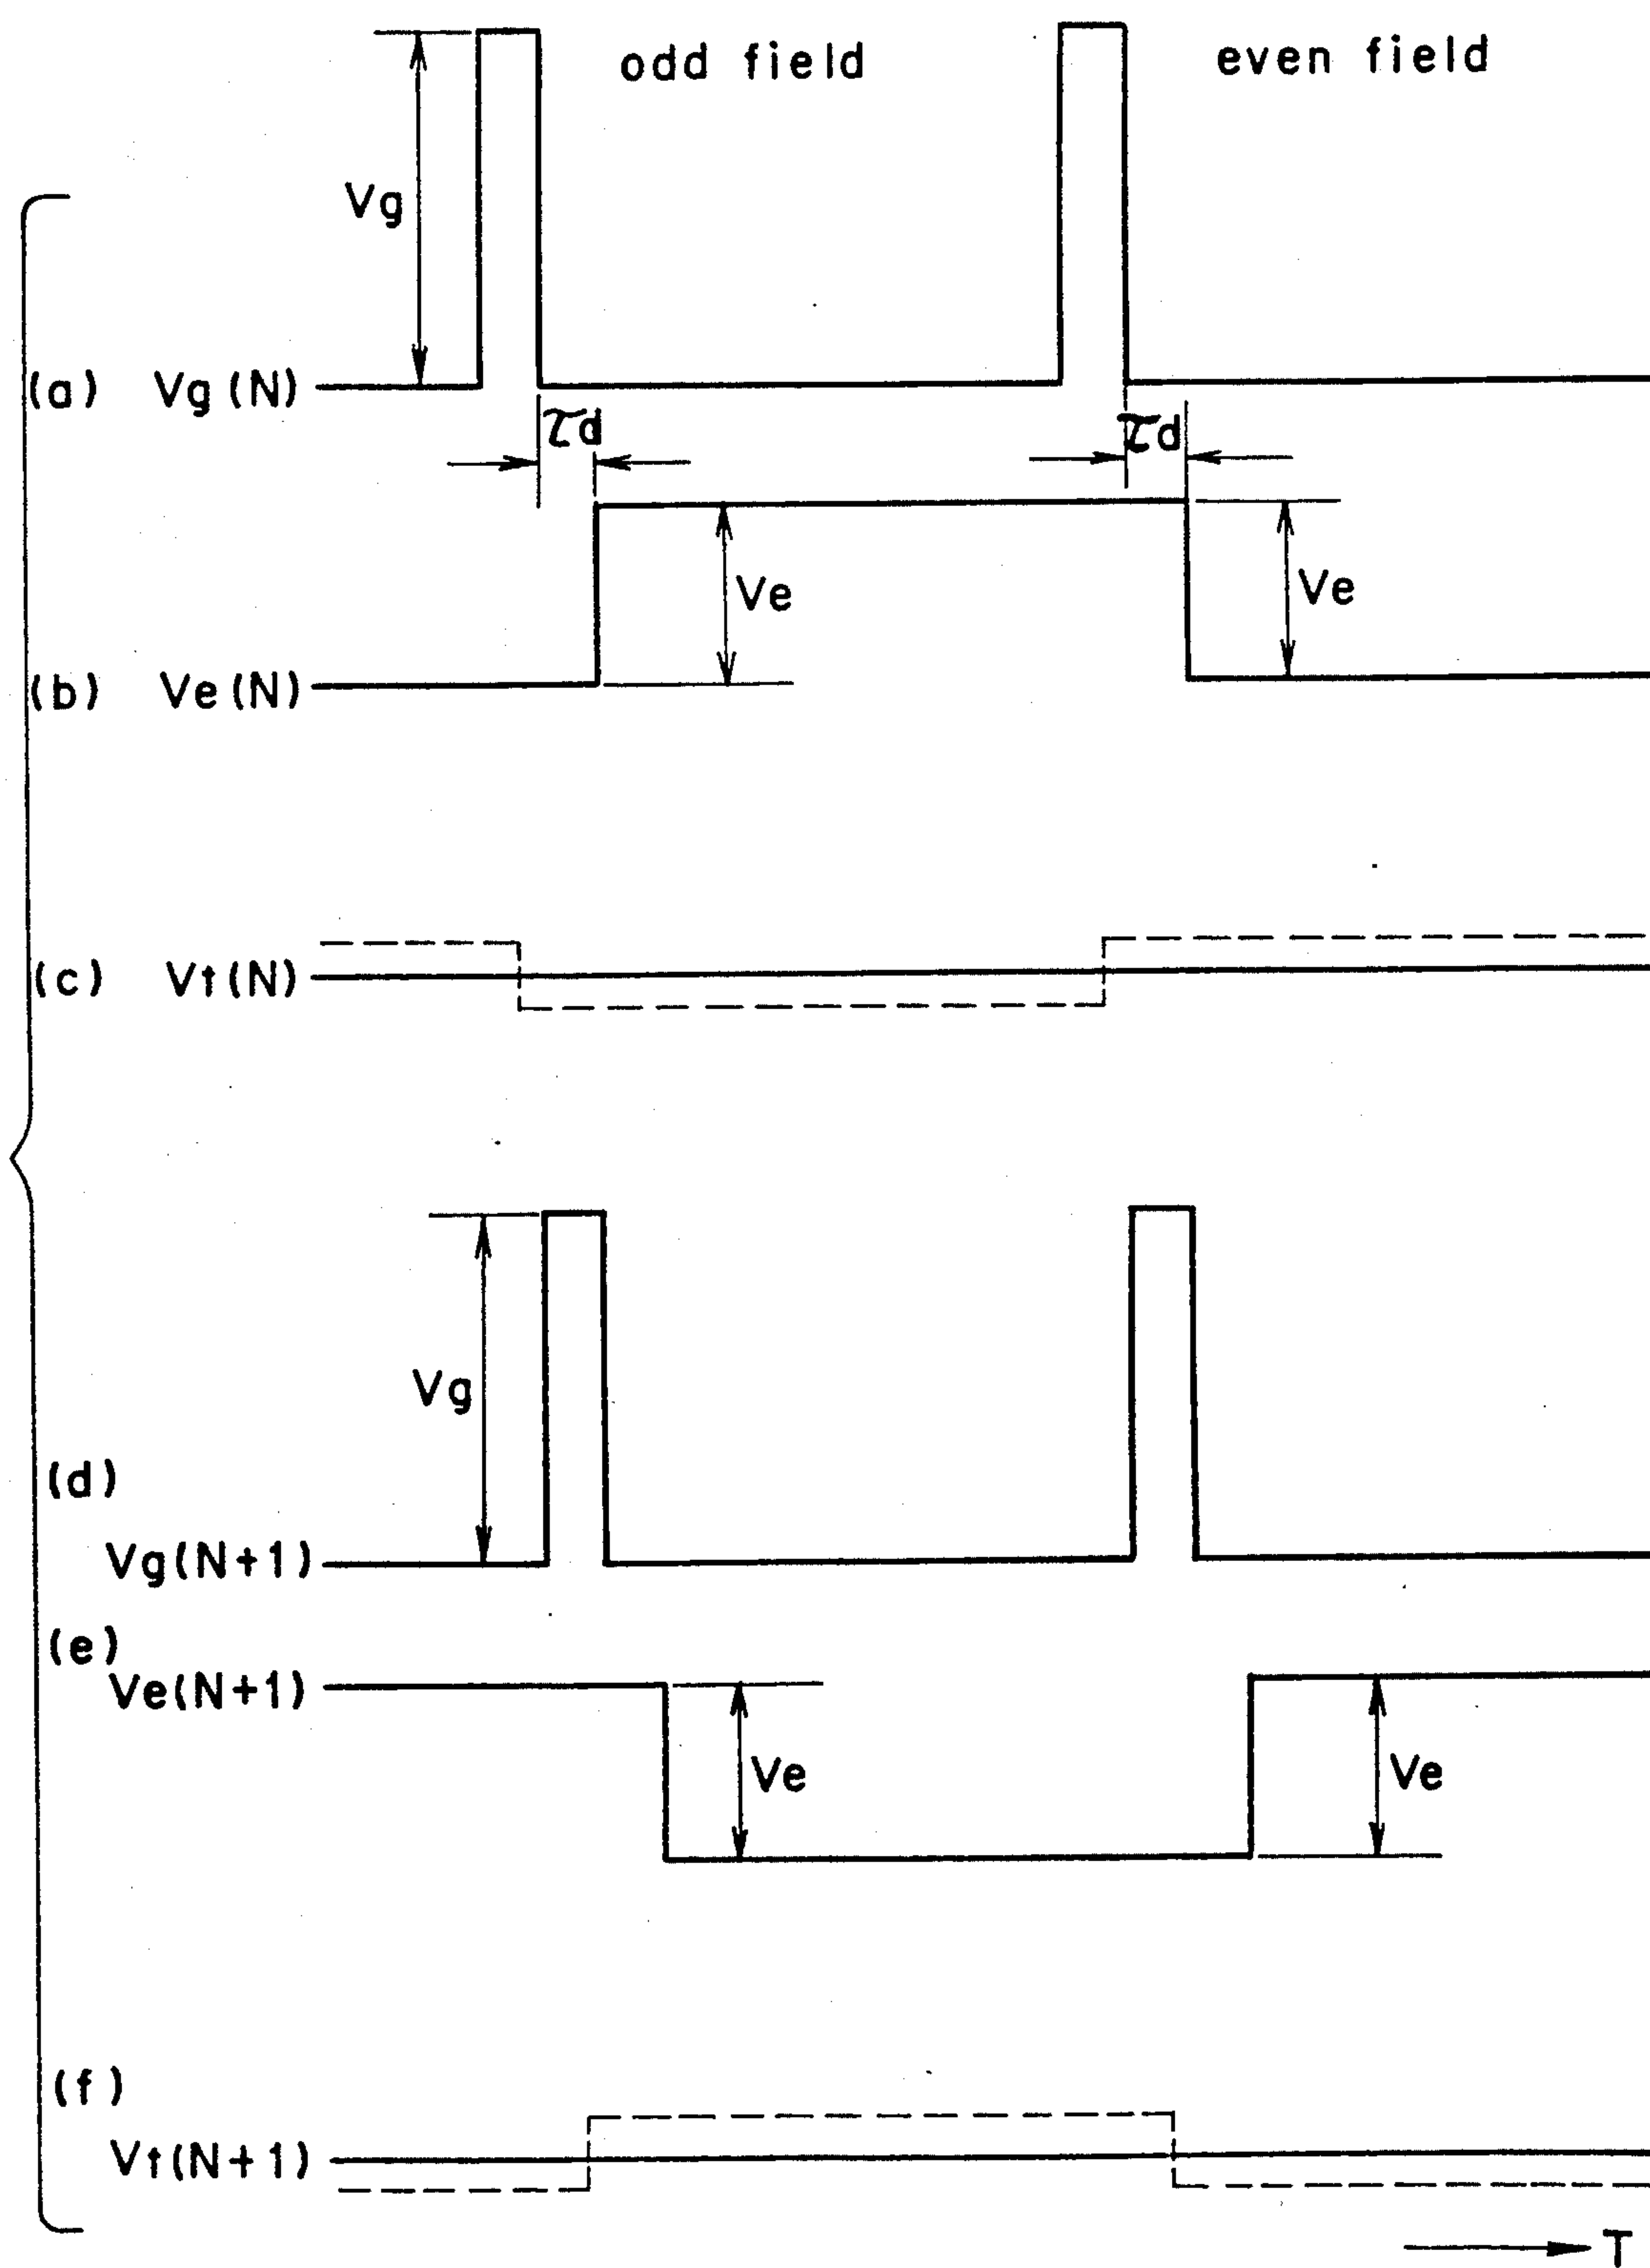 odd field even field
Vg
(a) Vg (N)
τd τd
Ve Ve
(b) Ve (N)
(c) Vt (N)
Vg
(d)
Vg (N+1)
(e)
Ve (N+1)
Ve Ve
(f)
Vt (N+1)
T